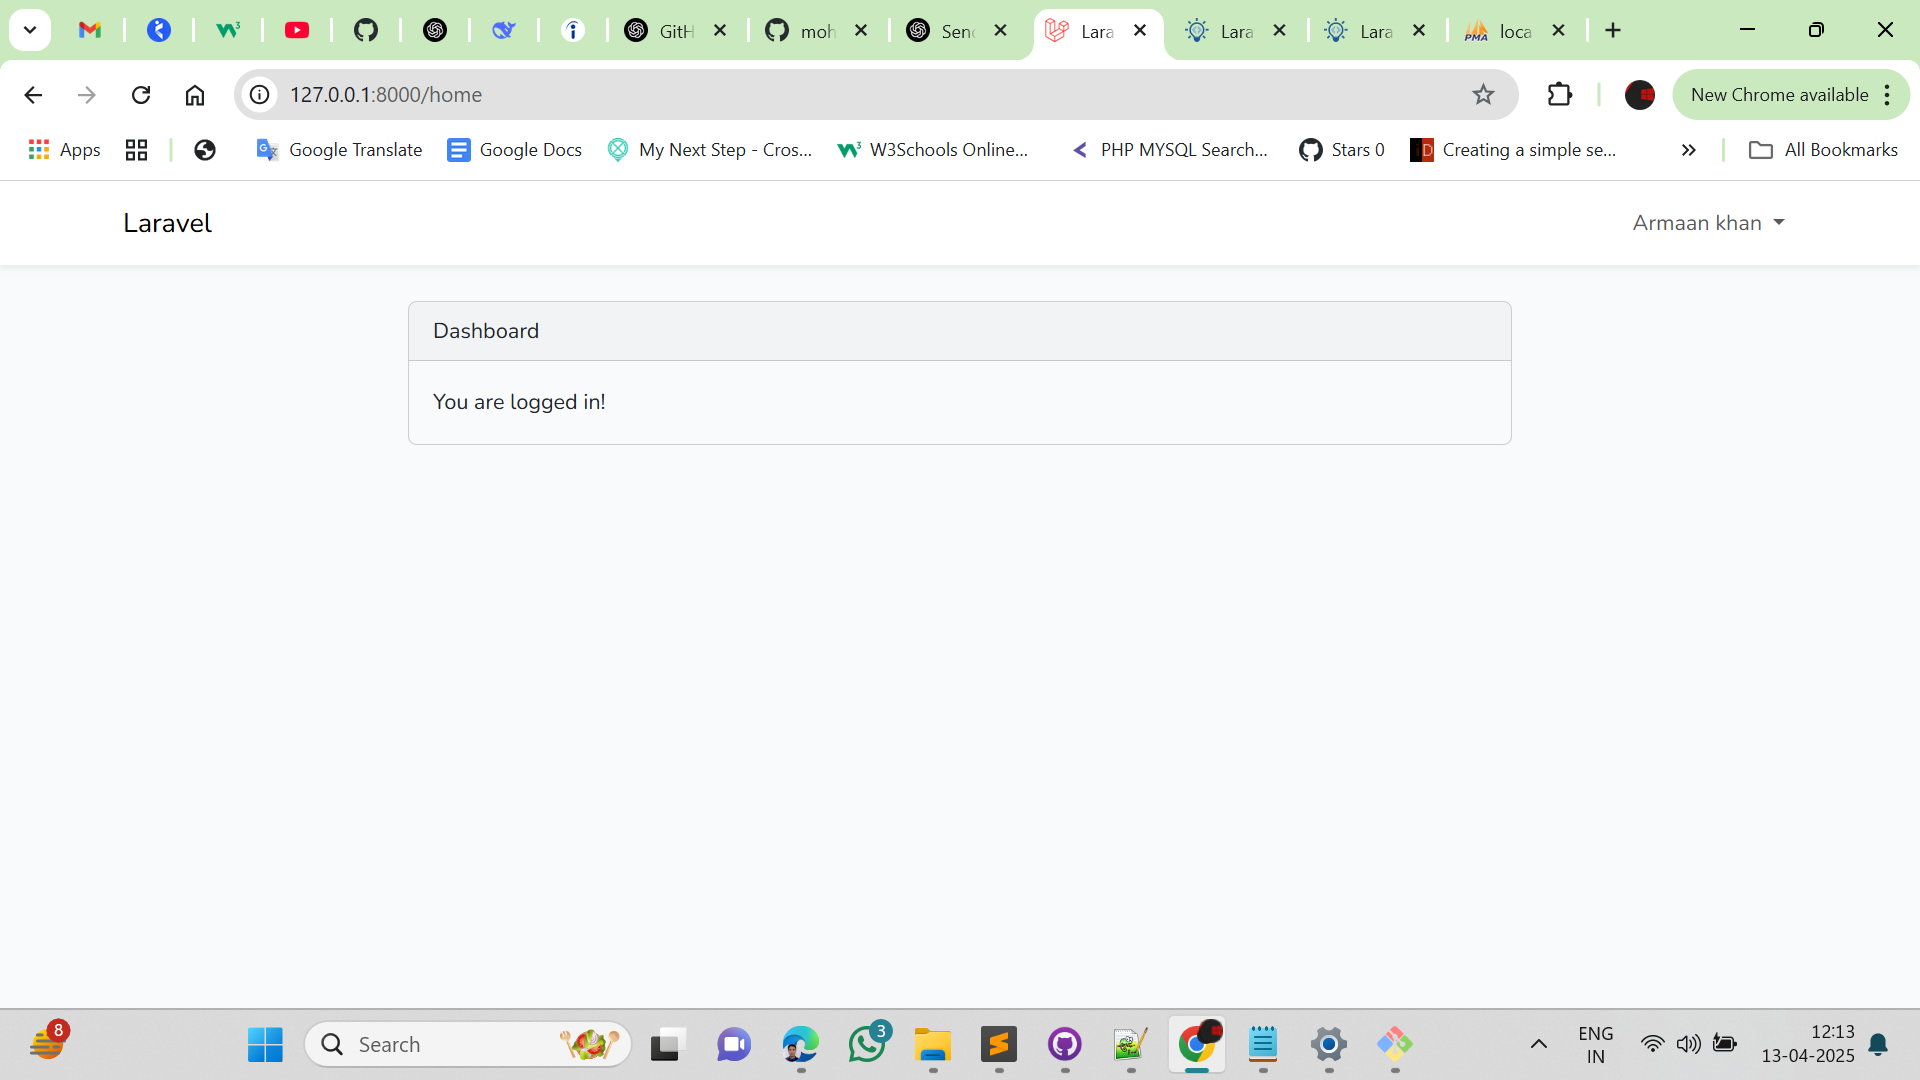 GitH
moh
Send
Lara
Lara
Lara
loca
127.0.0.1:8000/home
New Chrome available
Apps
Google Translate
Google Docs
My Next Step - Cros...
W3Schools Online...
PHP MYSQL Search...
Stars 0
Creating a simple se...
All Bookmarks
Laravel
Armaan khan
Dashboard
You are logged in!
8
Search
3
ENG
IN
12:13
13-04-2025